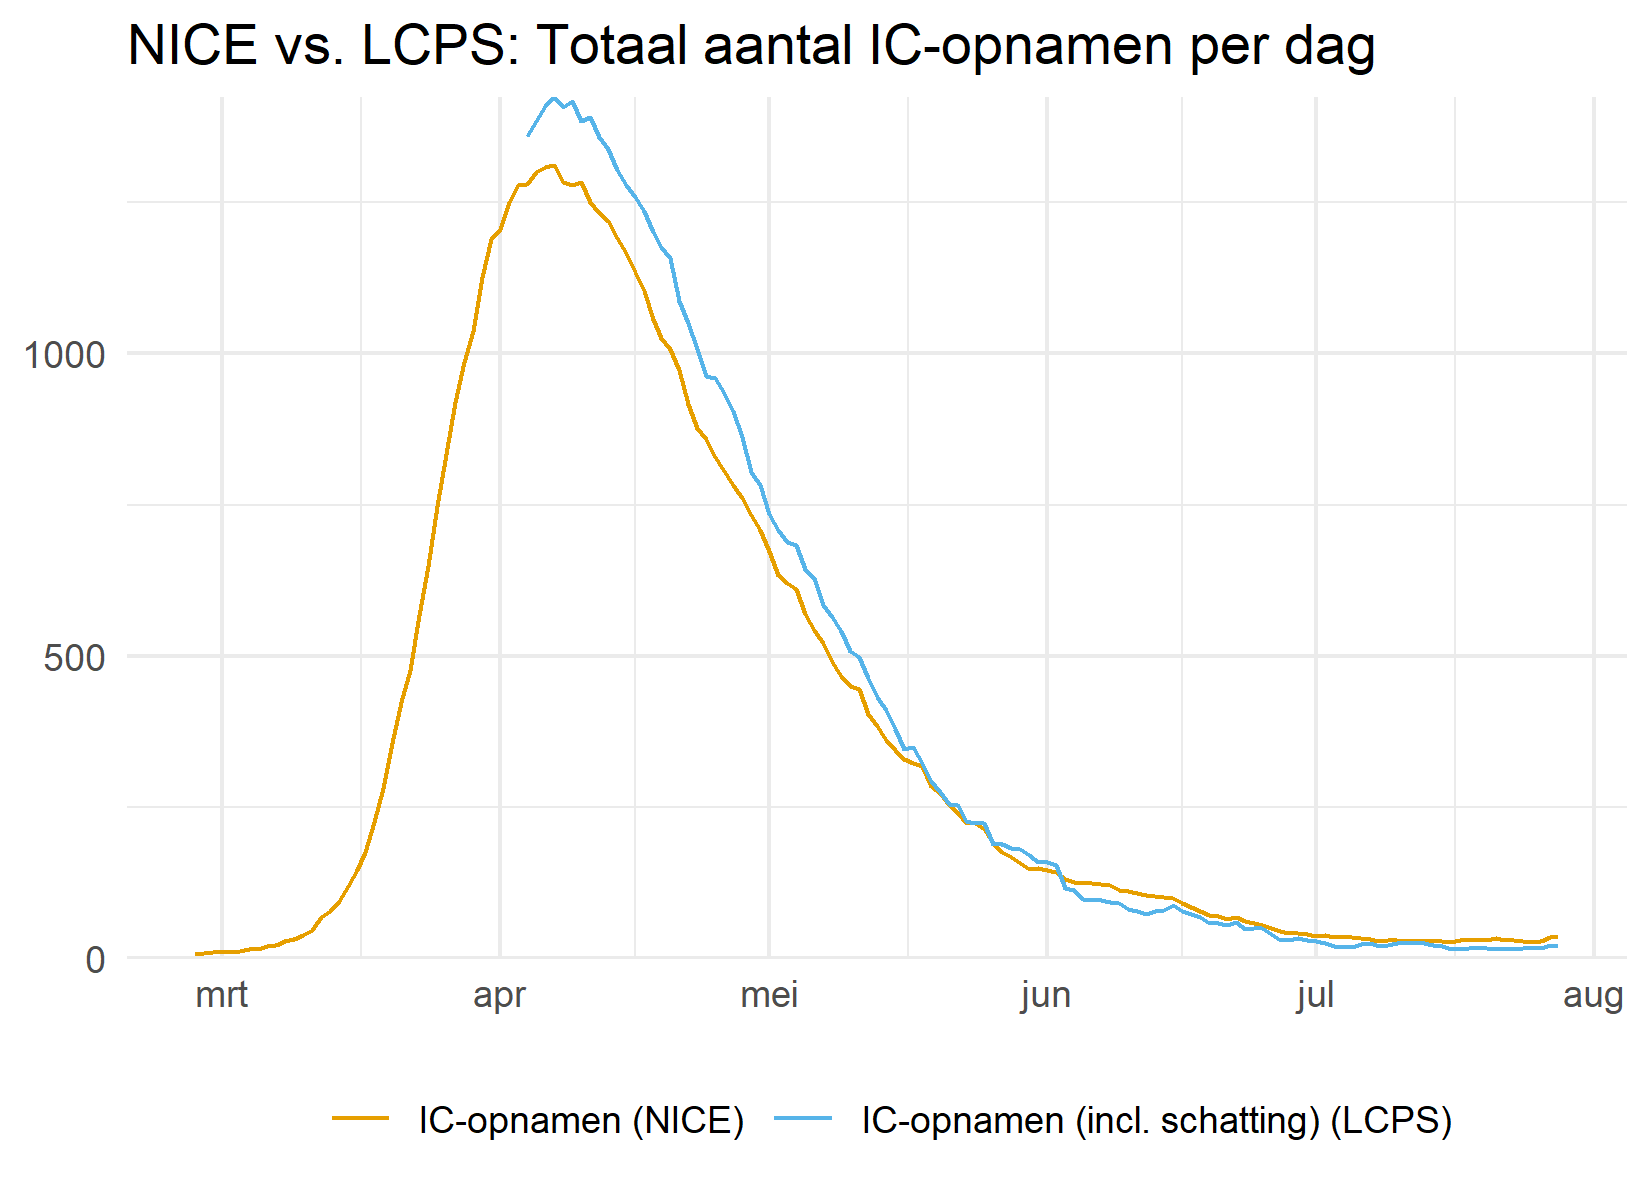 NICE vs. LCPS: Totaal aantal IC-opnamen per dag
1000
500
0
mrt apr mei jun jul aug
IC-opnamen (NICE) IC-opnamen (incl. schatting) (LCPS)